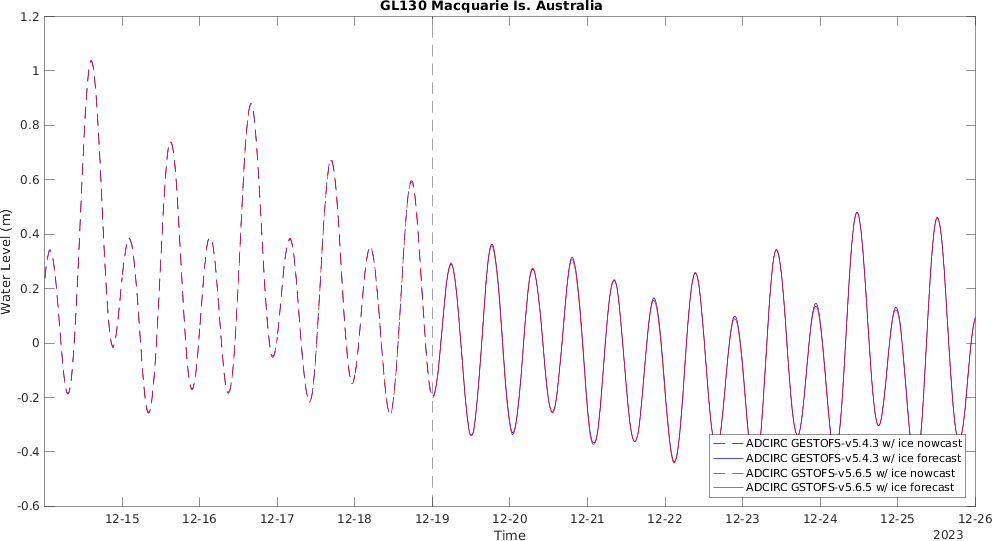 GL130 Macquarie Is. Australia
1.2
1
0.8
0.6
0.4
0.2
0
-0.2
-0.4
-0.6
Water Level (m)
ADCIRC GESTOFS-v5.4.3 w/ ice nowcast
ADCIRC GESTOFS-v5.4.3 w/ ice forecast
ADCIRC GSTOFS-v5.6.5 w/ ice nowcast
ADCIRC GSTOFS-v5.6.5 w/ ice forecast
12-15 12-16 12-17 12-18 12-19 12-20 12-21 12-22 12-23 12-24 12-25 12-26
Time
2023